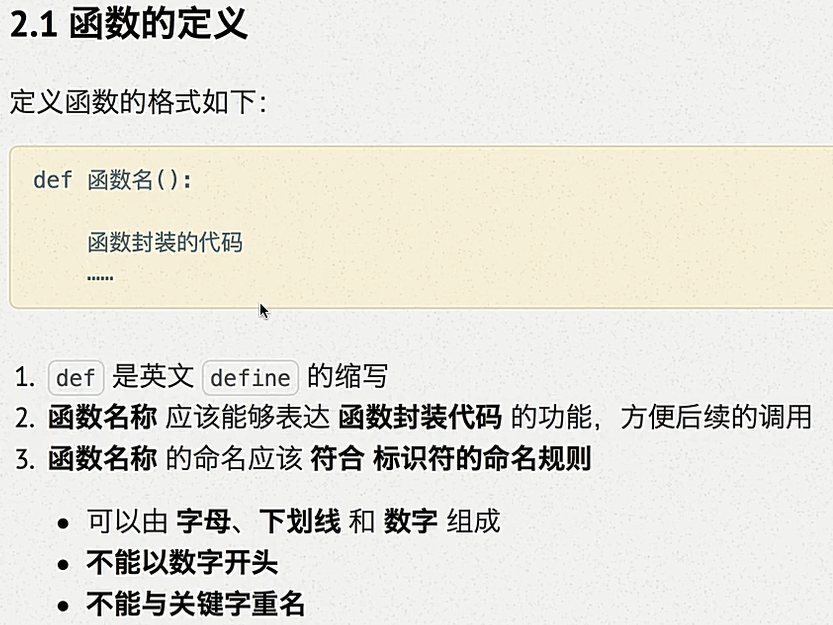 2.1 函数的定义
定义函数的格式如下：
def 函数名():
函数封装的代码
……
1. def 是英文 define 的缩写
2. 函数名称 应该能够表达 函数封装代码 的功能，方便后续的调用
3. 函数名称 的命名应该 符合 标识符的命名规则
• 可以由 字母、下划线 和 数字 组成
• 不能以数字开头
• 不能与关键字重名